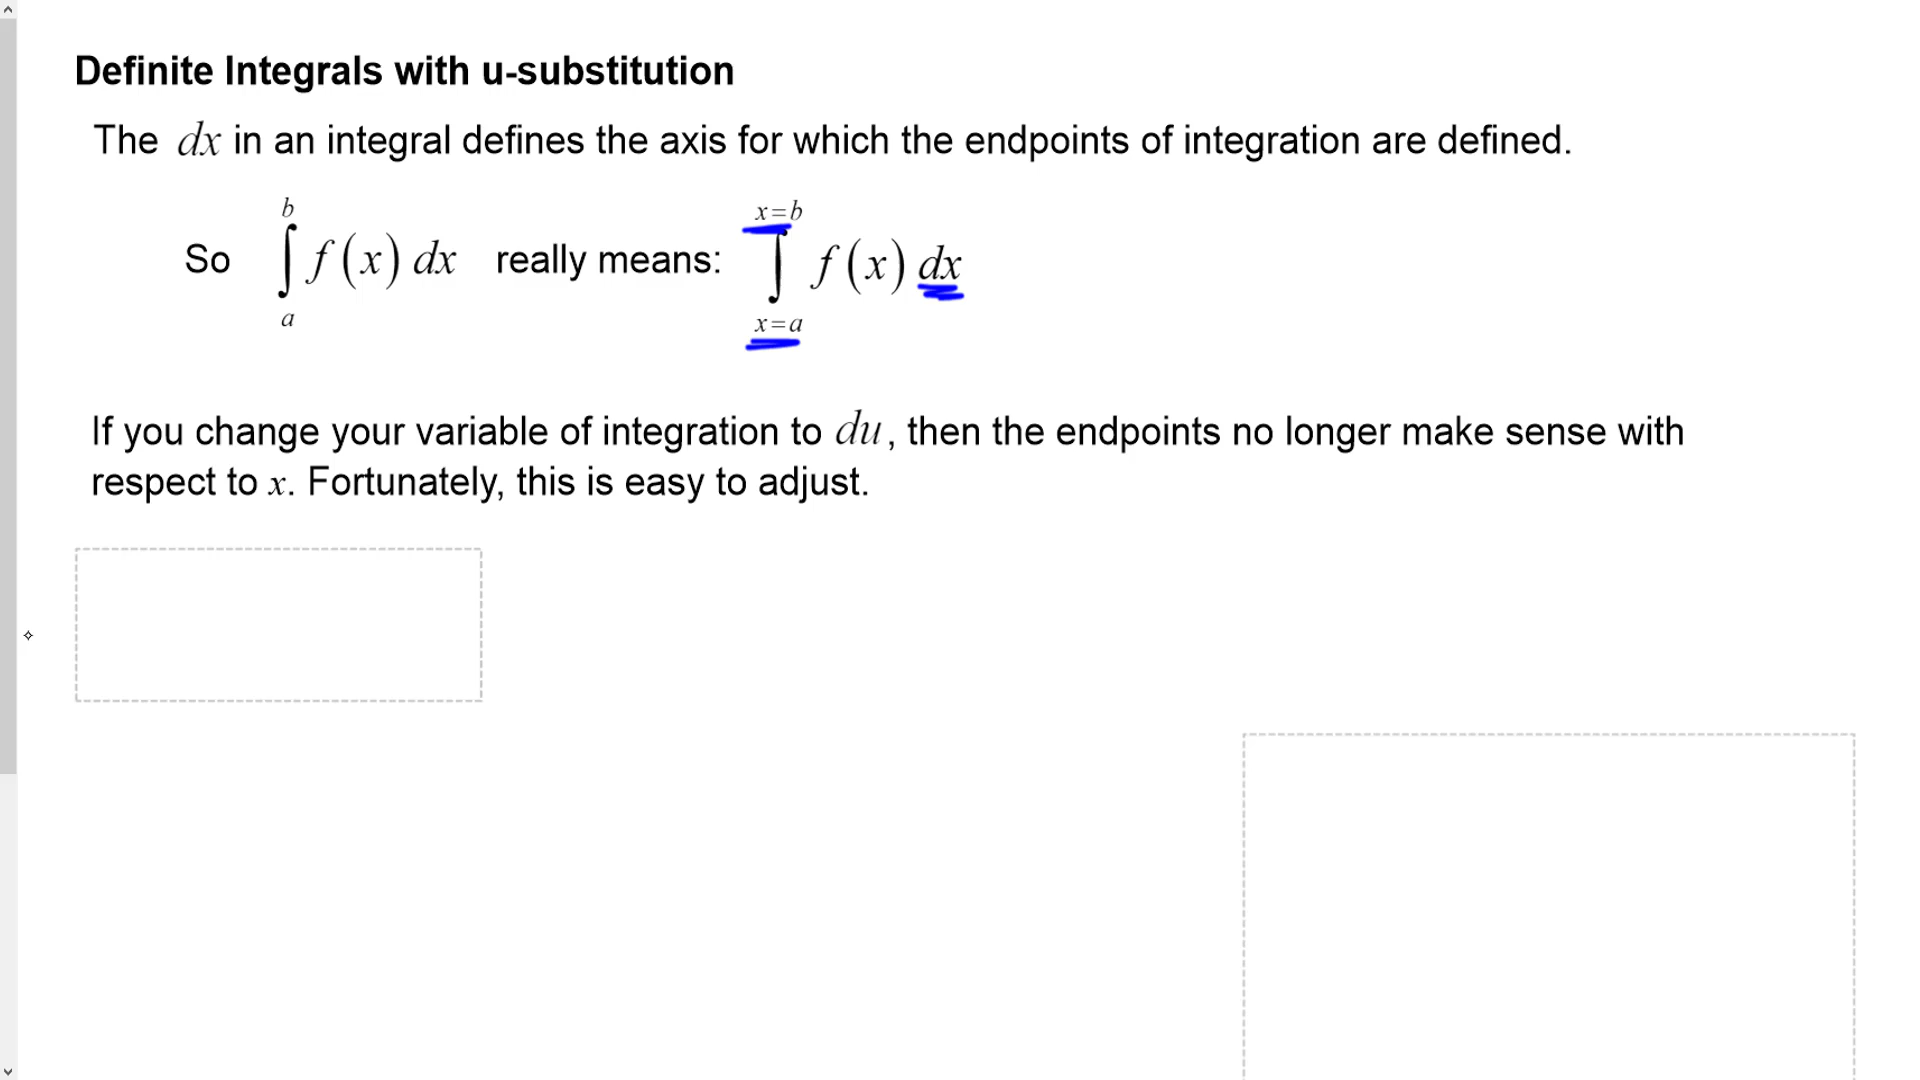 Definite Integrals with u-substitution
The dx in an integral defines the axis for which the endpoints of integration are defined.
So ∫_a^b f(x) dx really means: ∫_{x=a}^{x=b} f(x) dx
If you change your variable of integration to du, then the endpoints no longer make sense with
respect to x. Fortunately, this is easy to adjust.